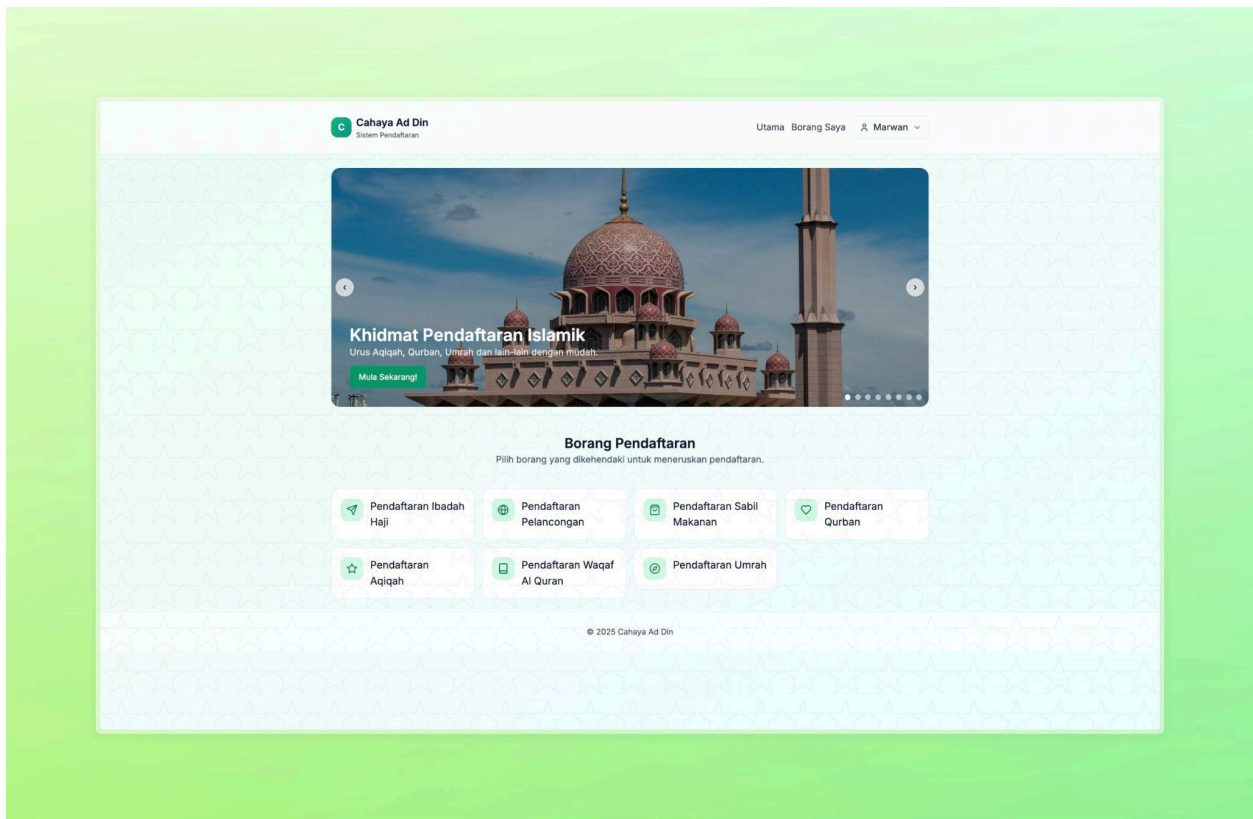 C
Cahaya Ad Din
Sistem Pendaftaran
Utama Borang Saya Marwan
Khidmat Pendaftaran Islamik
Urus Aqiqah, Qurban, Umrah dan lain-lain dengan mudah.
Mula Sekarang!
Borang Pendaftaran
Pilih borang yang dikehendaki untuk meneruskan pendaftaran.
Pendaftaran Ibadah
Haji
Pendaftaran
Pelancongan
Pendaftaran Sabil
Makanan
Pendaftaran
Qurban
Pendaftaran
Aqiqah
Pendaftaran Waqaf
Al Quran
Pendaftaran Umrah
© 2025 Cahaya Ad Din